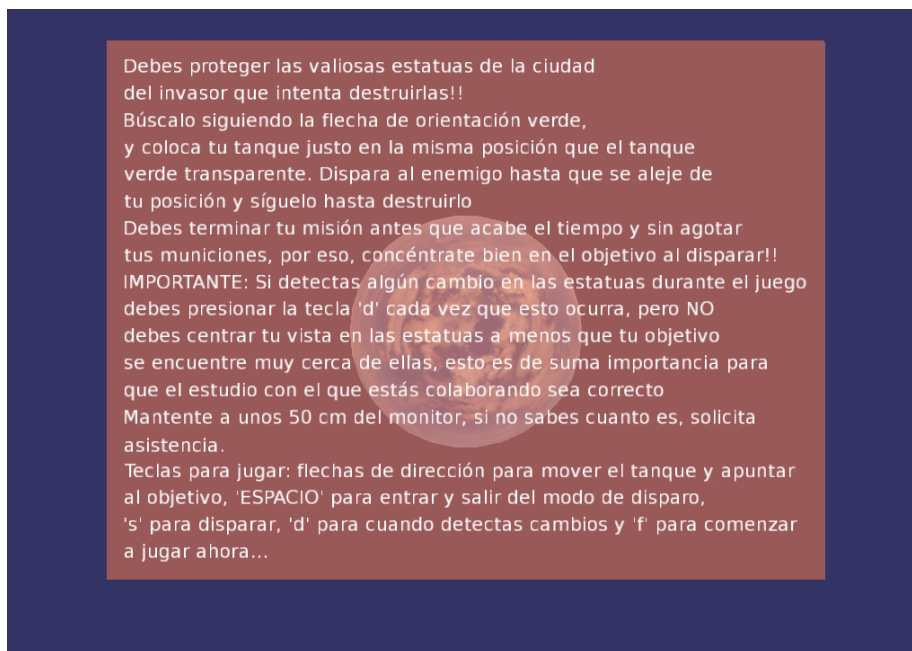 Debes proteger las valiosas estatuas de la ciudad
del invasor que intenta destruirlas!!
Búscalo siguiendo la flecha de orientación verde,
y coloca tu tanque justo en la misma posición que el tanque
verde transparente. Dispara al enemigo hasta que se aleje de
tu posición y síguelo hasta destruirlo
Debes terminar tu misión antes que acabe el tiempo y sin agotar
tus municiones, por eso, concéntrate bien en el objetivo al disparar!!
IMPORTANTE: Si detectas algún cambio en las estatuas durante el juego
debes presionar la tecla 'd' cada vez que esto ocurra, pero NO
debes centrar tu vista en las estatuas a menos que tu objetivo
se encuentre muy cerca de ellas, esto es de suma importancia para
que el estudio con el que estás colaborando sea correcto
Mantente a unos 50 cm del monitor, si no sabes cuanto es, solicita
asistencia.
Teclas para jugar: flechas de dirección para mover el tanque y apuntar
al objetivo, 'ESPACIO' para entrar y salir del modo de disparo,
's' para disparar, 'd' para cuando detectas cambios y 'f' para comenzar
a jugar ahora...